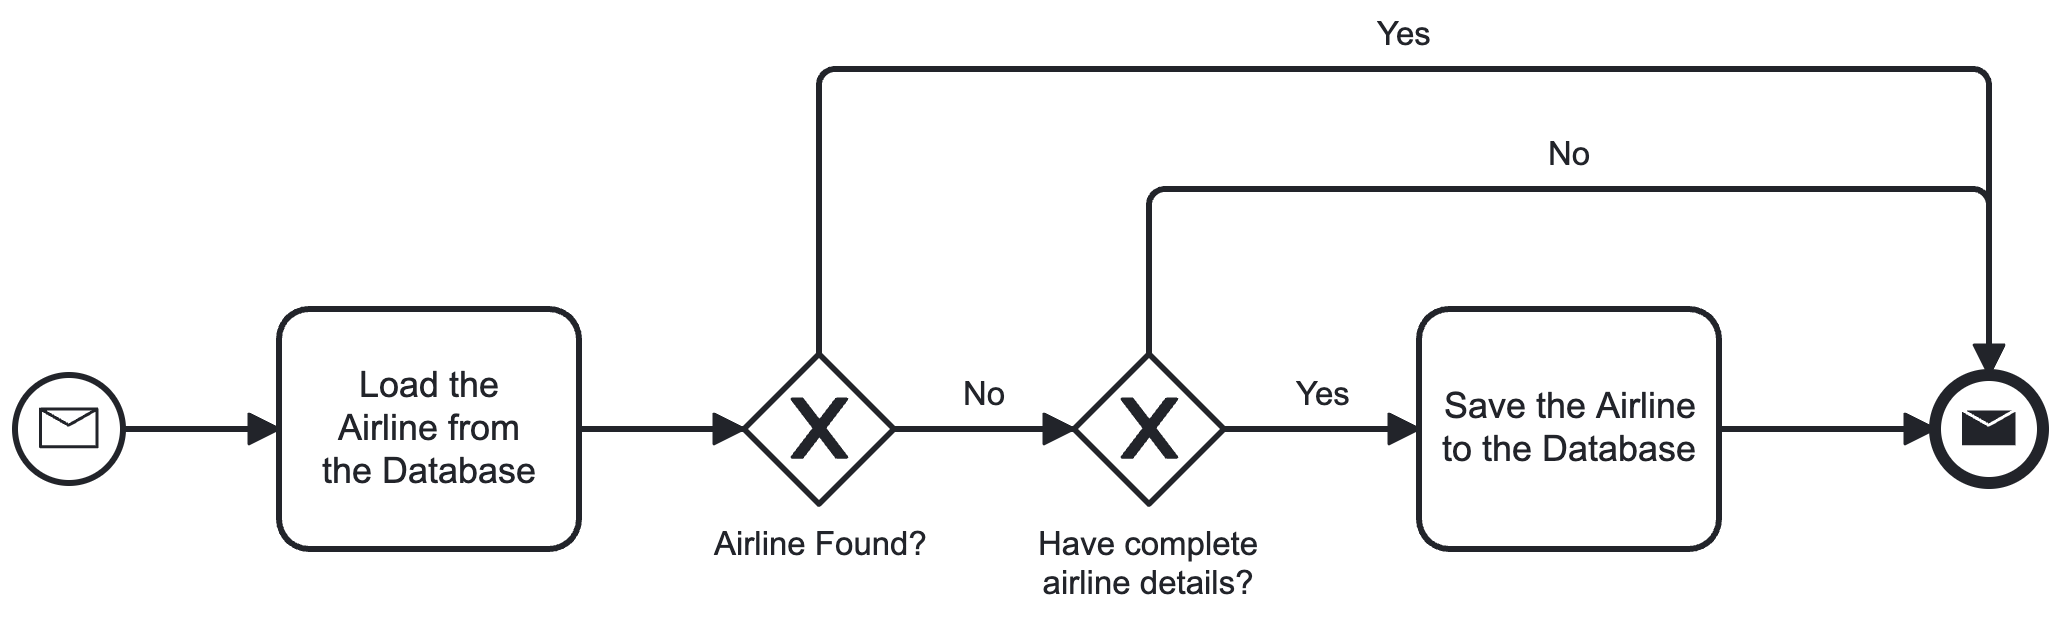 Yes
No
Load the
Airline from
the Database
No
Yes
Save the Airline
to the Database
Airline Found?
Have complete
airline details?